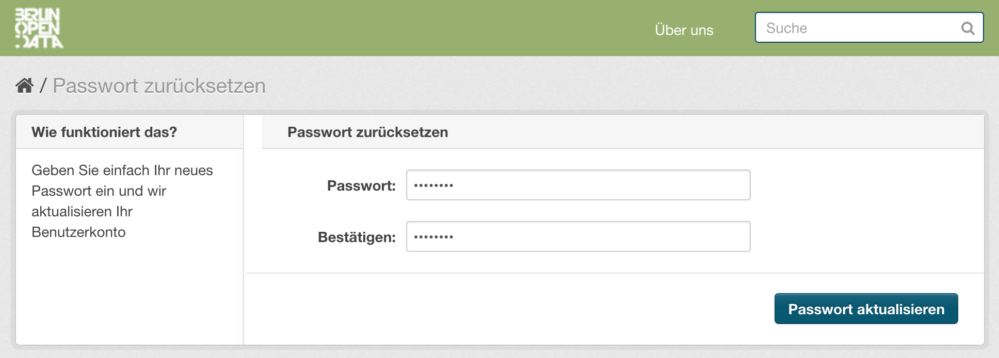 BERLIN
OPEN
DATA
Über uns
Suche
/ Passwort zurücksetzen
Wie funktioniert das?
Geben Sie einfach Ihr neues
Passwort ein und wir
aktualisieren Ihr
Benutzerkonto
Passwort zurücksetzen
Passwort: ••••••••
Bestätigen: ••••••••
Passwort aktualisieren